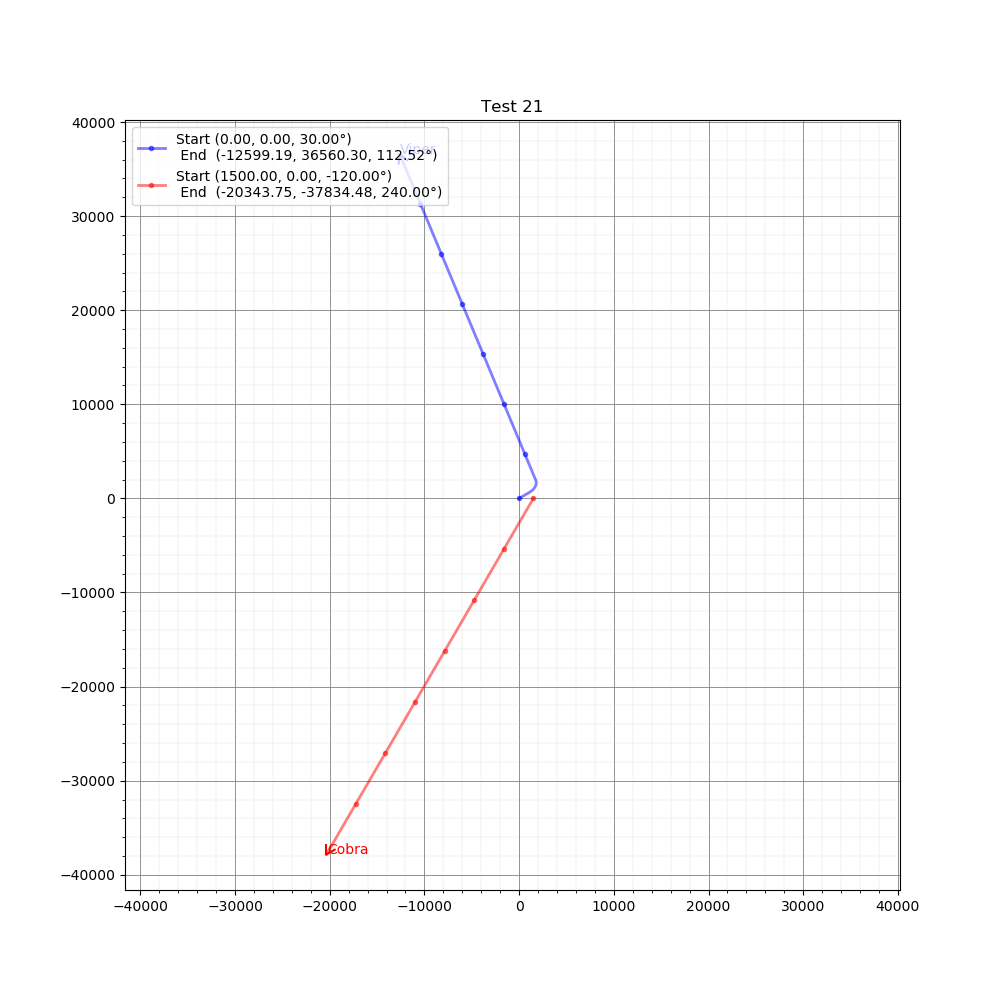 Test 21
Start (0.00, 0.00, 30.00°)
End (-12599.19, 36560.30, 112.52°)
Start (1500.00, 0.00, -120.00°)
End (-20343.75, -37834.48, 240.00°)
Viper
40000
30000
20000
10000
0
−10000
−20000
−30000
−40000
Cobra
−40000 −30000 −20000 −10000 0 10000 20000 30000 40000